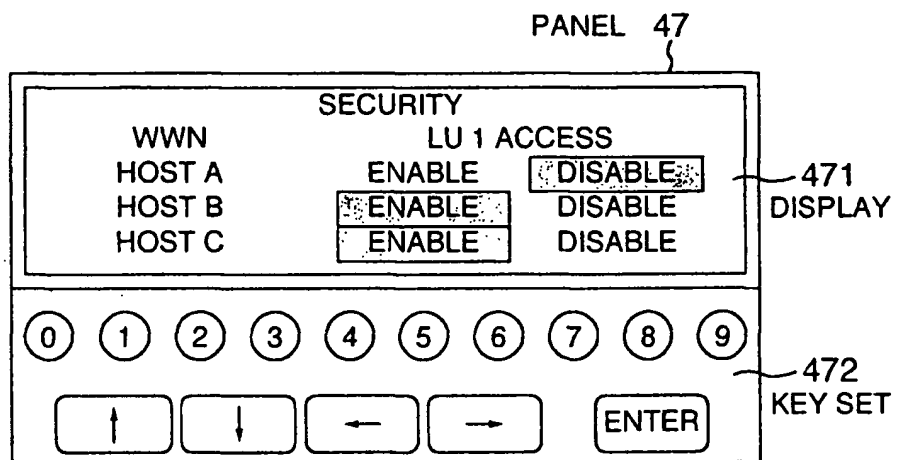 PANEL 47
SECURITY
WWN LU 1 ACCESS
HOST A ENABLE DISABLE
HOST B ENABLE DISABLE
HOST C ENABLE DISABLE
471
DISPLAY
0 1 2 3 4 5 6 7 8 9
472
KEY SET
↑ ↓ ← → ENTER